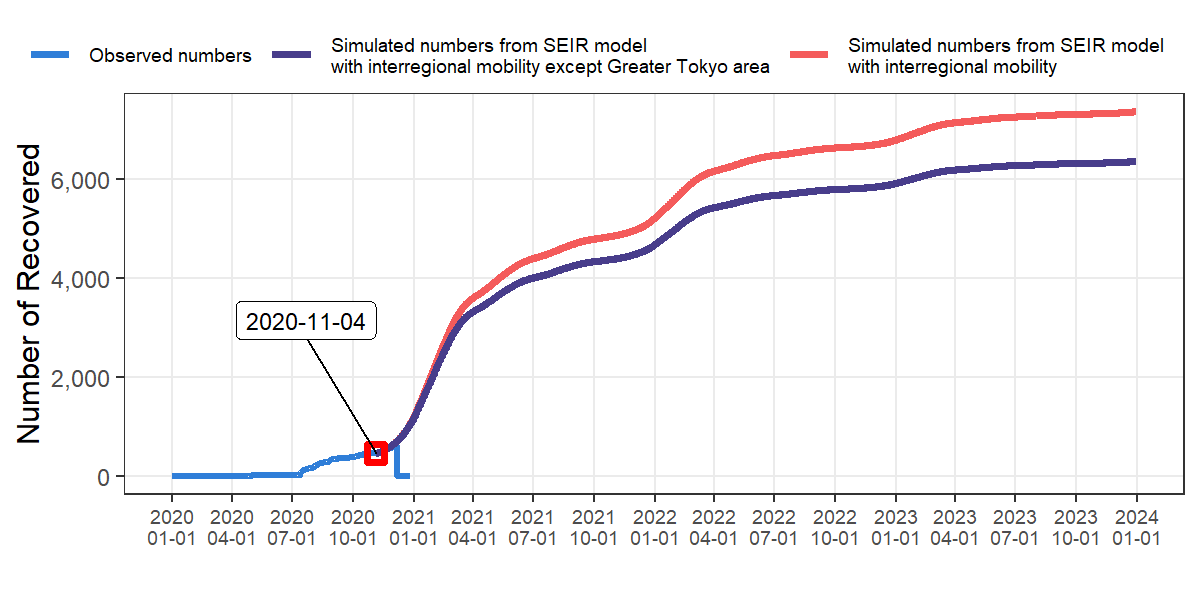 Observed numbers
Simulated numbers from SEIR model
with interregional mobility except Greater Tokyo area
Simulated numbers from SEIR model
with interregional mobility
Number of Recovered
6,000
4,000
2,000
0
2020-11-04
2020 2020 2020 2020 2021 2021 2021 2021 2022 2022 2022 2022 2023 2023 2023 2023 2024
01-01 04-01 07-01 10-01 01-01 04-01 07-01 10-01 01-01 04-01 07-01 10-01 01-01 04-01 07-01 10-01 01-01